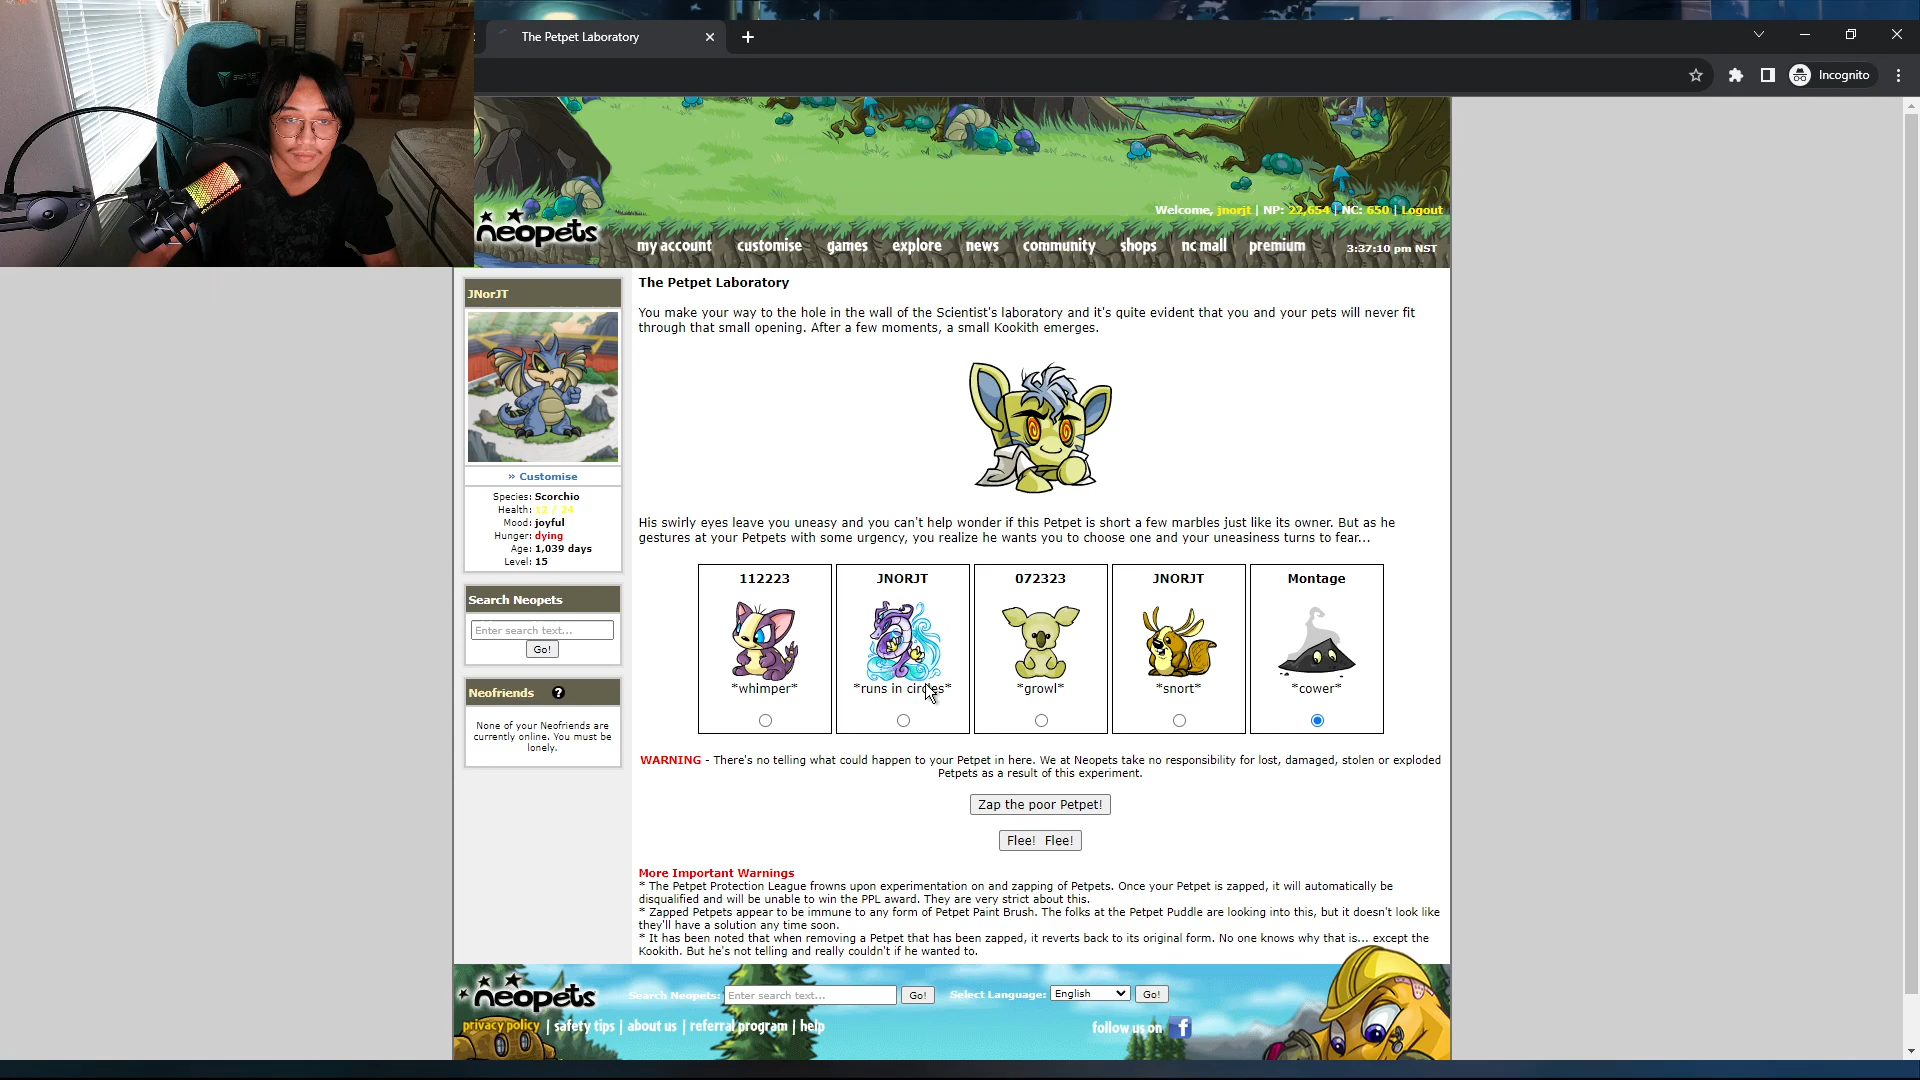 The Petpet Laboratory
Incognito
Welcome, jnorjt | NP: 22,654 | NC: 650 | Logout
neopets
my account customise games explore news community shops nc mall premium 3:37:10 pm NST
JNorJT
» Customise
Species: Scorchio
Health: 12 / 24
Mood: joyful
Hunger: dying
Age: 1,039 days
Level: 15
Search Neopets
Enter search text...
Go!
Neofriends ?
None of your Neofriends are
currently online. You must be
lonely.
The Petpet Laboratory
You make your way to the hole in the wall of the Scientist's laboratory and it's quite evident that you and your pets will never fit
through that small opening. After a few moments, a small Kookith emerges.
His swirly eyes leave you uneasy and you can't help wonder if this Petpet is short a few marbles just like its owner. But as he
gestures at your Petpets with some urgency, you realize he wants you to choose one and your uneasiness turns to fear...
112223 JNORJT 072323 JNORJT Montage
*whimper* *runs in circles* *growl* *snort* *cower*
WARNING - There's no telling what could happen to your Petpet in here. We at Neopets take no responsibility for lost, damaged, stolen or exploded
Petpets as a result of this experiment.
Zap the poor Petpet!
Flee! Flee!
More Important Warnings
* The Petpet Protection League frowns upon experimentation on and zapping of Petpets. Once your Petpet is zapped, it will automatically be
disqualified and will be unable to win the PPL award. They are very strict about this.
* Zapped Petpets appear to be immune to any form of Petpet Paint Brush. The folks at the Petpet Puddle are looking into this, but it doesn't look like
they'll have a solution any time soon.
* It has been noted that when removing a Petpet that has been zapped, it reverts back to its original form. No one knows why that is... except the
Kookith. But he's not telling and really couldn't if he wanted to.
neopets
Search Neopets: Enter search text... Go! Select Language: English Go!
privacy policy | safety tips | about us | referral program | help
follow us on f